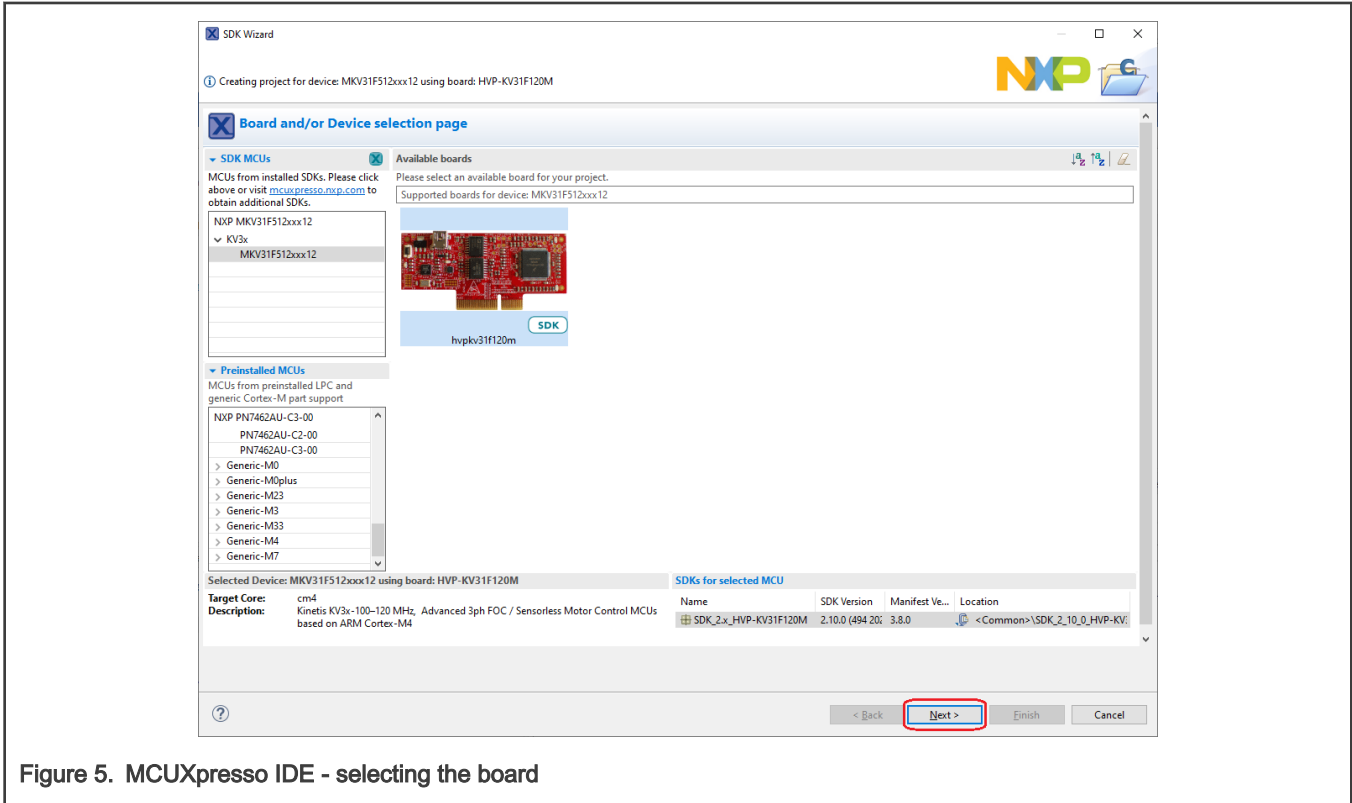 SDK Wizard
Creating project for device: MKV31F512xxx12 using board: HVP-KV31F120M
NXP
Board and/or Device selection page
SDK MCUs
MCUs from installed SDKs. Please click
above or visit mcuxpresso.nxp.com to
obtain additional SDKs.
NXP MKV31F512xxx12
KV3x
MKV31F512xxx12
Preinstalled MCUs
MCUs from preinstalled LPC and
generic Cortex-M part support
NXP PN7462AU-C3-00
PN7462AU-C2-00
PN7462AU-C3-00
Generic-M0
Generic-M0plus
Generic-M23
Generic-M3
Generic-M33
Generic-M4
Generic-M7
Available boards
Please select an available board for your project.
Supported boards for device: MKV31F512xxx12
SDK
hvpkv31f120m
Selected Device: MKV31F512xxx12 using board: HVP-KV31F120M
Target Core: cm4
Description: Kinetis KV3x-100–120 MHz, Advanced 3ph FOC / Sensorless Motor Control MCUs
based on ARM Cortex-M4
SDKs for selected MCU
Name SDK Version Manifest Ve... Location
SDK_2.x_HVP-KV31F120M 2.10.0 (494 202 3.8.0 <Common>\SDK_2_10_0_HVP-KV
< Back Next > Finish Cancel
Figure 5. MCUXpresso IDE - selecting the board